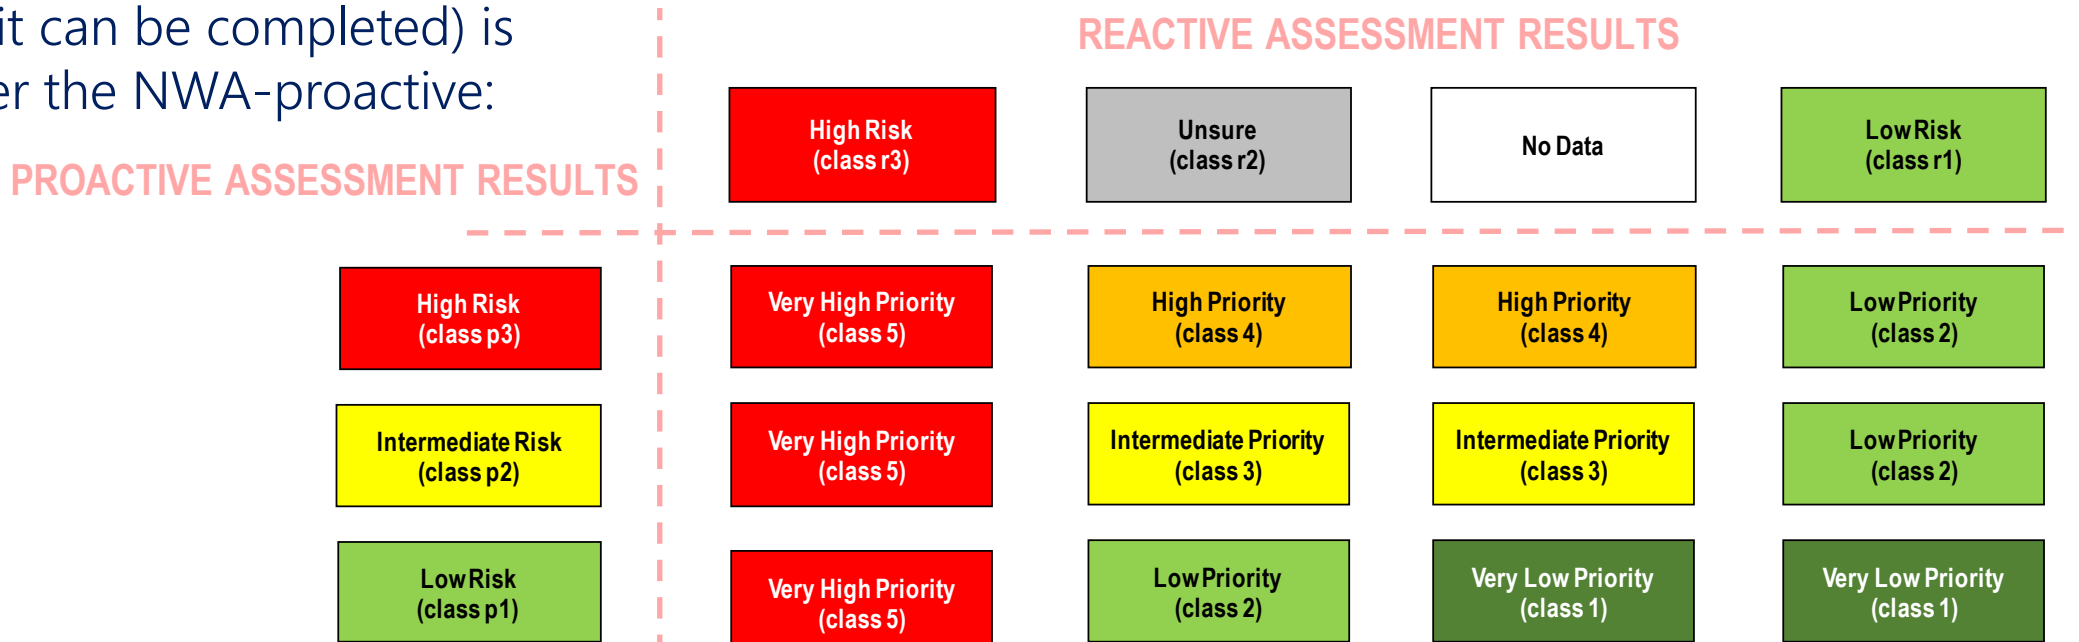 it can be completed) is
er the NWA-proactive:
REACTIVE ASSESSMENT RESULTS
PROACTIVE ASSESSMENT RESULTS
High Risk
(class r3)
Unsure
(class r2)
No Data
Low Risk
(class r1)
High Risk
(class p3)
Very High Priority
(class 5)
High Priority
(class 4)
High Priority
(class 4)
Low Priority
(class 2)
Intermediate Risk
(class p2)
Very High Priority
(class 5)
Intermediate Priority
(class 3)
Intermediate Priority
(class 3)
Low Priority
(class 2)
Low Risk
(class p1)
Very High Priority
(class 5)
Low Priority
(class 2)
Very Low Priority
(class 1)
Very Low Priority
(class 1)